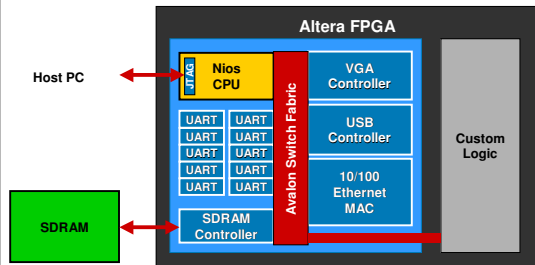 Altera FPGA
Host PC
JTAG
Nios
CPU
Avalon Switch Fabric
VGA
Controller
USB
Controller
10/100
Ethernet
MAC
Custom
Logic
UART UART
UART UART
UART UART
UART UART
UART UART
SDRAM
SDRAM
Controller